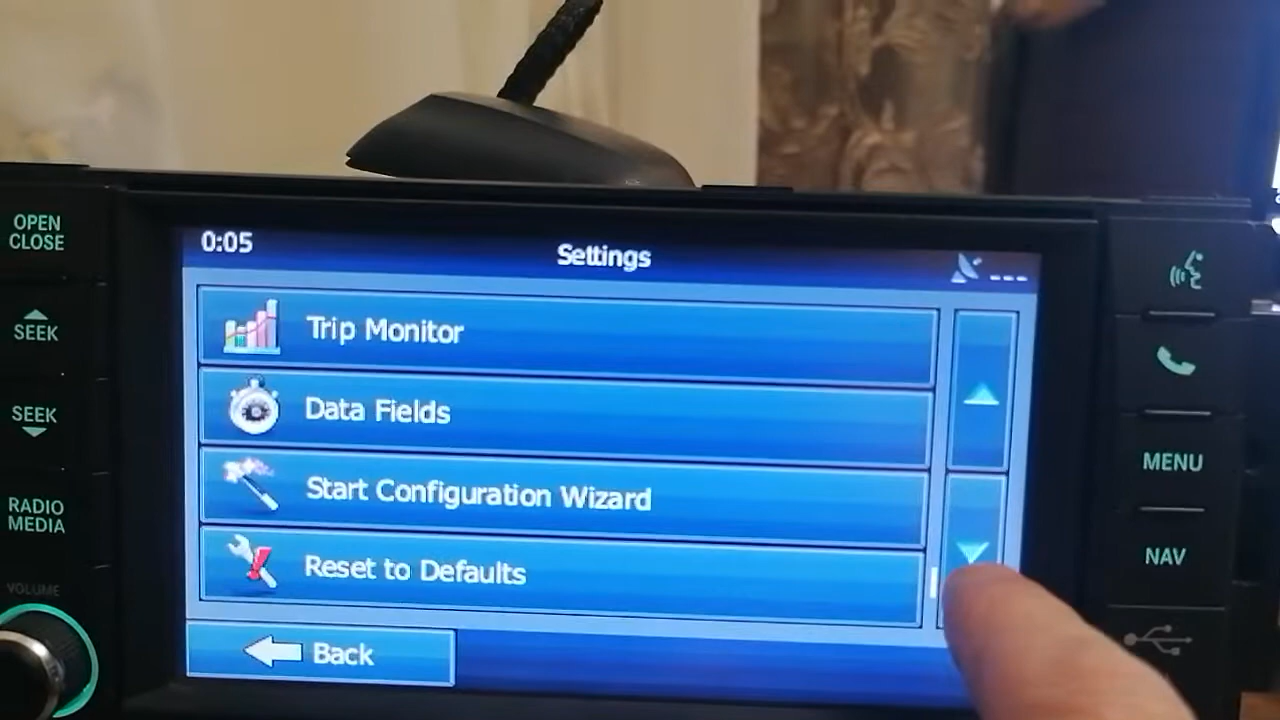 OPEN
CLOSE
SEEK
SEEK
RADIO
MEDIA
VOLUME
0:05
Settings
---
Trip Monitor
Data Fields
Start Configuration Wizard
Reset to Defaults
Back
MENU
NAV